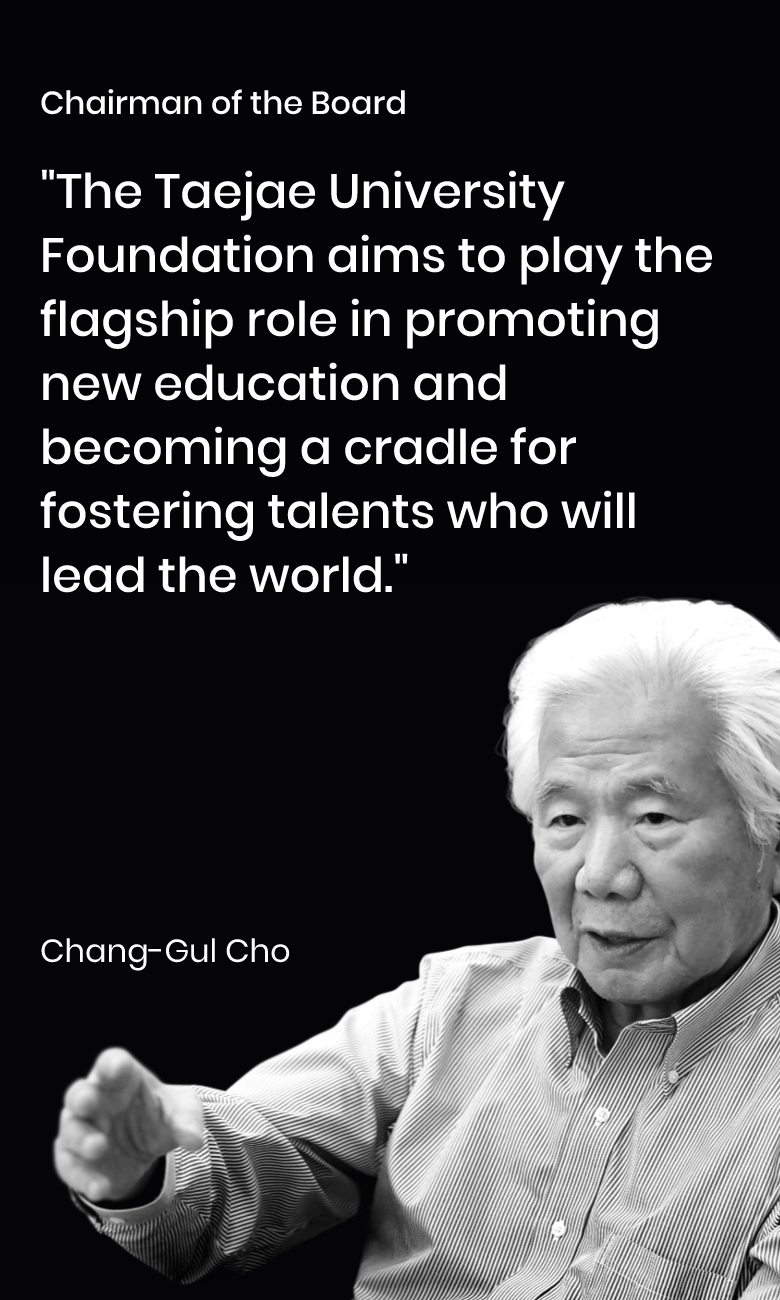 Chairman of the Board
"The Taejae University
Foundation aims to play the
flagship role in promoting
new education and
becoming a cradle for
fostering talents who will
lead the world."
Chang-Gul Cho